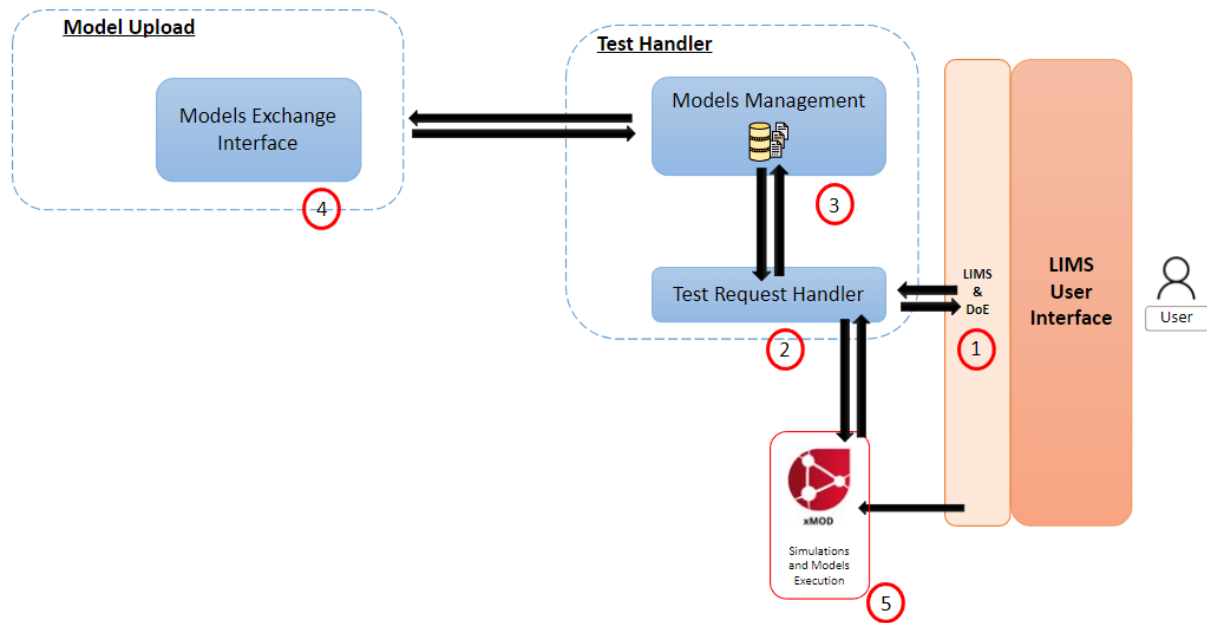 Model Upload
Models Exchange
Interface
4
Test Handler
Models Management
3
Test Request Handler
2
LIMS
&
DoE
1
LIMS
User
Interface
User
xMOD
Simulations
and Models
Execution
5